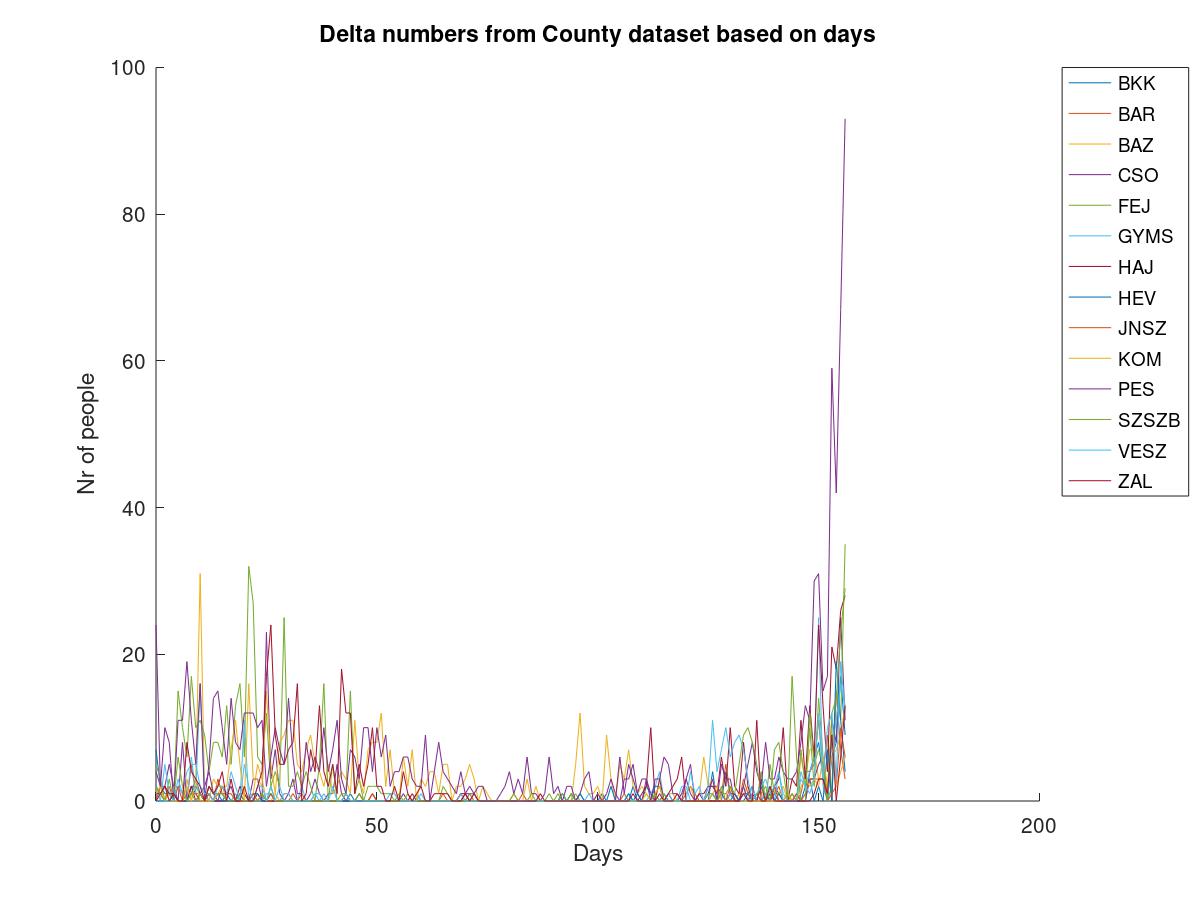 Delta numbers from County dataset based on days
100
80
60
40
20
0
Nr of people
0 50 100 150 200
Days
BKK
BAR
BAZ
CSO
FEJ
GYMS
HAJ
HEV
JNSZ
KOM
PES
SZSZB
VESZ
ZAL